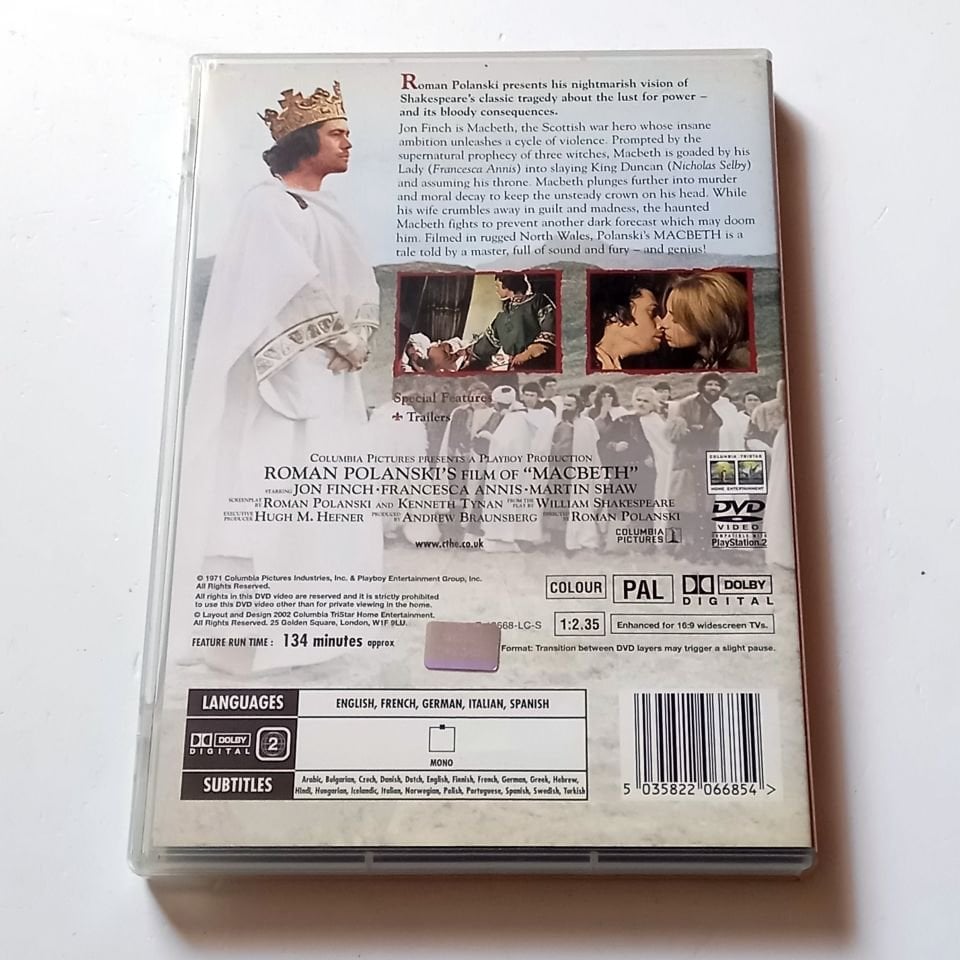 Roman Polanski presents his nightmarish vision of
Shakespeare's classic tragedy about the lust for power –
and its bloody consequences.
Jon Finch is Macbeth, the Scottish war hero whose insane
ambition unleashes a cycle of violence. Prompted by the
supernatural prophecy of three witches, Macbeth is goaded by his
Lady (Francesca Annis) into slaying King Duncan (Nicholas Selby)
and assuming his throne. Macbeth plunges further into murder
and moral decay to keep the unsteady crown on his head. While
his wife crumbles away in guilt and madness, the haunted
Macbeth fights to prevent another dark forecast which may doom
him. Filmed in rugged North Wales, Polanski's MACBETH is a
tale told by a master, full of sound and fury – and genius!
Special Features
Trailers
COLUMBIA PICTURES PRESENTS A PLAYBOY PRODUCTION
ROMAN POLANSKI'S FILM OF "MACBETH"
STARRING JON FINCH · FRANCESCA ANNIS · MARTIN SHAW
SCREENPLAY BY ROMAN POLANSKI AND KENNETH TYNAN FROM THE PLAY BY WILLIAM SHAKESPEARE
EXECUTIVE PRODUCER HUGH M. HEFNER PRODUCED BY ANDREW BRAUNSBERG DIRECTED BY ROMAN POLANSKI
COLUMBIA TRISTAR
HOME ENTERTAINMENT
DVD
VIDEO
COMPATIBLE WITH
PlayStation.2
COLUMBIA
PICTURES
www.cthe.co.uk
© 1971 Columbia Pictures Industries, Inc. & Playboy Entertainment Group, Inc.
All Rights Reserved.
All rights in this DVD video are reserved and it is strictly prohibited
to use this DVD video other than for private viewing in the home.
© Layout and Design 2002 Columbia TriStar Home Entertainment.
All Rights Reserved. 25 Golden Square, London, W1F 9LU.
COLOUR
PAL
DOLBY
DIGITAL
668-LC-S
1:2.35
Enhanced for 16:9 widescreen TVs.
FEATURE RUN TIME : 134 minutes approx
Format: Transition between DVD layers may trigger a slight pause.
LANGUAGES
ENGLISH, FRENCH, GERMAN, ITALIAN, SPANISH
DOLBY
DIGITAL
2
MONO
SUBTITLES
Arabic, Bulgarian, Czech, Danish, Dutch, English, Finnish, French, German, Greek, Hebrew,
Hindi, Hungarian, Icelandic, Italian, Norwegian, Polish, Portuguese, Spanish, Swedish, Turkish
5 035822 066854 >